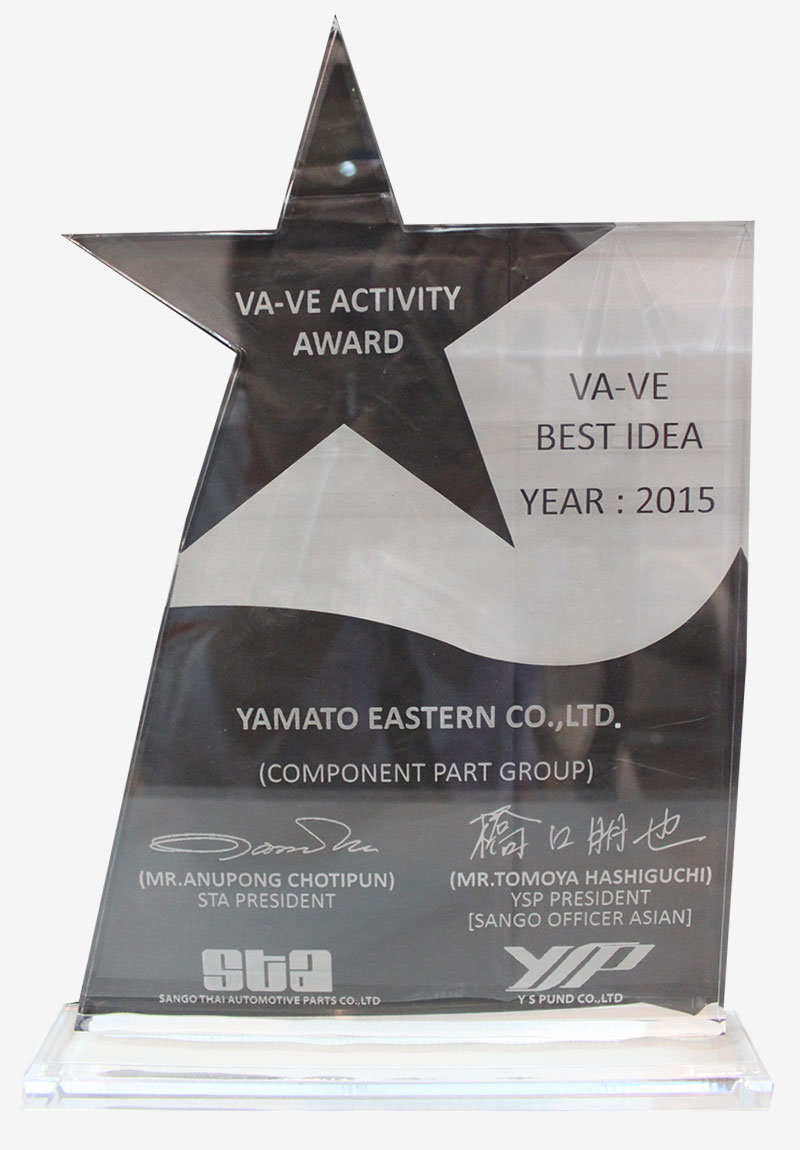 VA-VE ACTIVITY
AWARD
VA-VE
BEST IDEA
YEAR : 2015
YAMATO EASTERN CO.,LTD.
(COMPONENT PART GROUP)
(MR.ANUPONG CHOTIPUN)
STA PRESIDENT
橋口朋也
(MR.TOMOYA HASHIGUCHI)
YSP PRESIDENT
[SANGO OFFICER ASIAN]
sta
SANGO THAI AUTOMOTIVE PARTS CO.,LTD
YSP
Y S PUND CO.,LTD